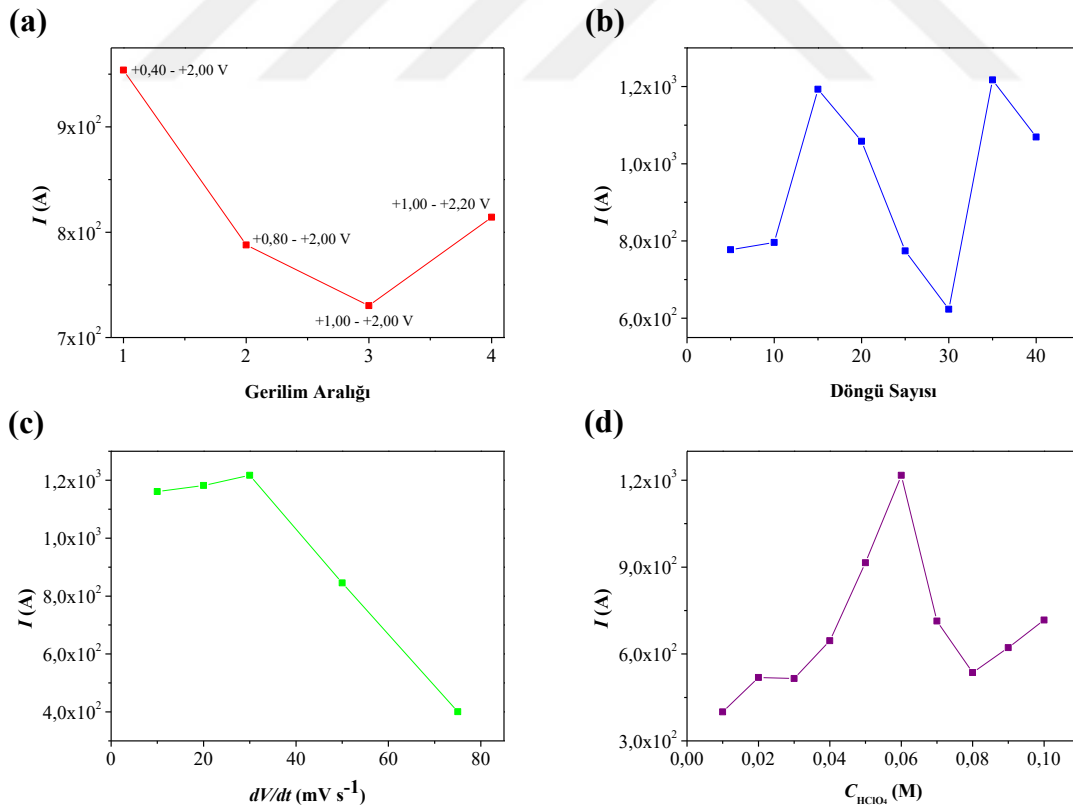 (a)
9x10²
8x10²
7x10²
I (A)
+0,40 - +2,00 V
+0,80 - +2,00 V
+1,00 - +2,00 V
+1,00 - +2,20 V
1 2 3 4
Gerilim Aralığı
(b)
1,2x10³
1,0x10³
8,0x10²
6,0x10²
I (A)
0 10 20 30 40
Döngü Sayısı
(c)
1,2x10³
1,0x10³
8,0x10²
6,0x10²
4,0x10²
I (A)
0 20 40 60 80
dV/dt (mV s⁻¹)
(d)
1,2x10³
9,0x10²
6,0x10²
3,0x10²
I (A)
0,00 0,02 0,04 0,06 0,08 0,10
C HClO₄ (M)